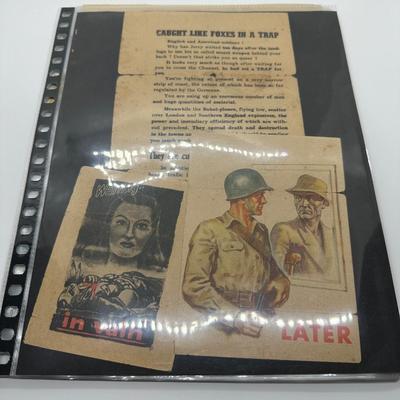 CAUGHT LIKE FOXES IN A TRAP
English and American soldiers !
Why has Jerry waited ten days after the land-
ings to use his so called secret weapon behind your
back ? Doesn't that strike you as queer ?
It looks very much as though after waiting for
you to cross the Channel, he had set a TRAP for
you.
You're fighting at present on a very narrow
strip of coast, the extent of which has been so far
regulated by the Germans.
You are using up an enormous number of men
and huge quantities of material.
Meanwhile the Robot-planes, flying low, scatter
over London and Southern England explosives, the
power and incendiary efficiency of which are with-
out precedent. They spread death and destruction
in the towns
you
They are cu
in vain
LATER